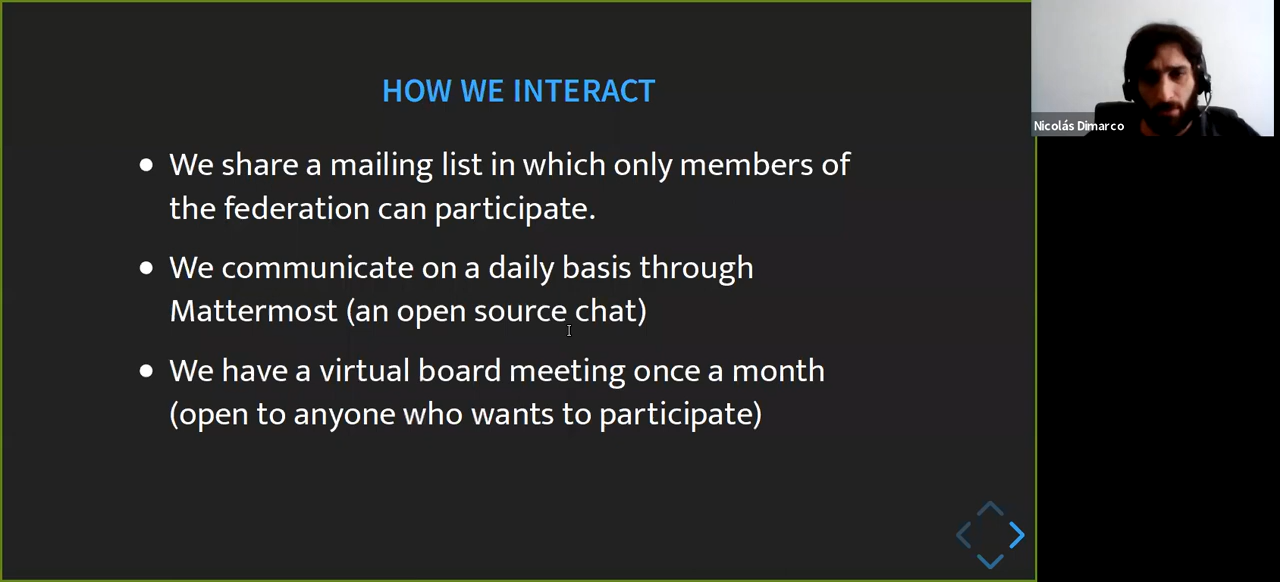 HOW WE INTERACT
We share a mailing list in which only members of
the federation can participate.
We communicate on a daily basis through
Mattermost (an open source chat)
We have a virtual board meeting once a month
(open to anyone who wants to participate)
Nicolás Dimarco